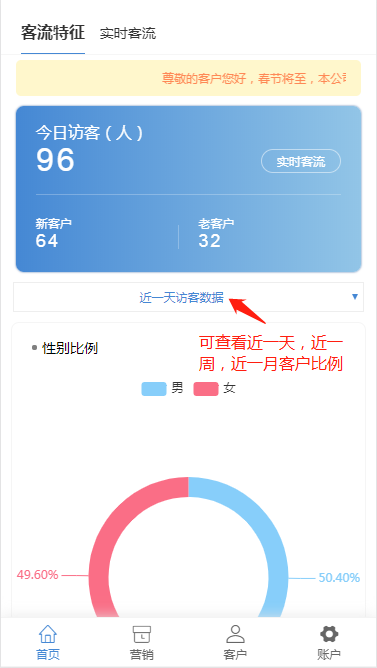 客流特征 实时客流
尊敬的客户您好，春节将至，本公司
今日访客（人）
96
实时客流
新客户 老客户
64 32
近一天访客数据
可查看近一天，近一
周，近一月客户比例
性别比例
男 女
49.60% 50.40%
首页 营销 客户 账户